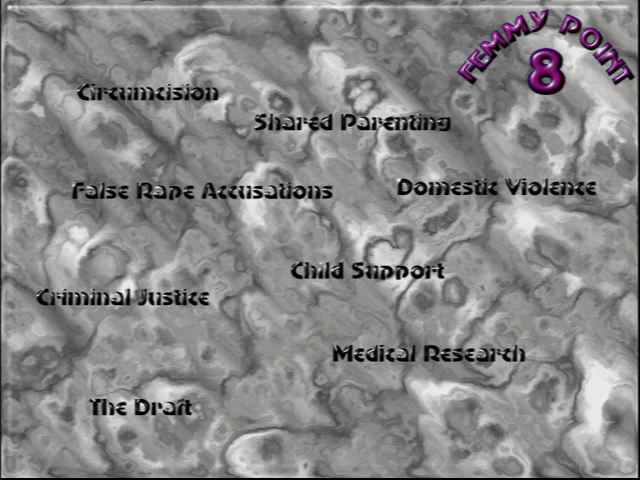 FEMMY POINT
8
Circumcision
Shared Parenting
False Rape Accusations
Domestic Violence
Child Support
Criminal Justice
Medical Research
The Draft